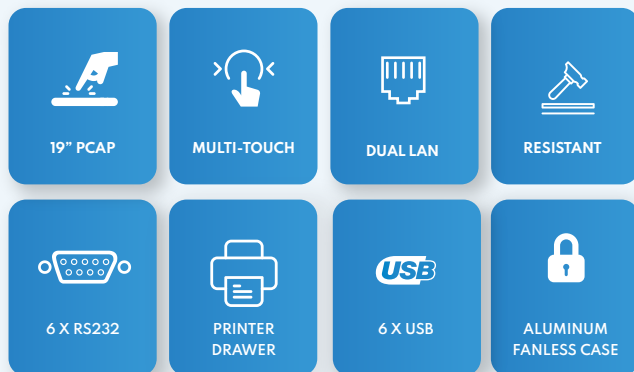 19” PCAP
MULTI-TOUCH
DUAL LAN
RESISTANT
6 X RS232
PRINTER
DRAWER
USB
6 X USB
ALUMINUM
FANLESS CASE